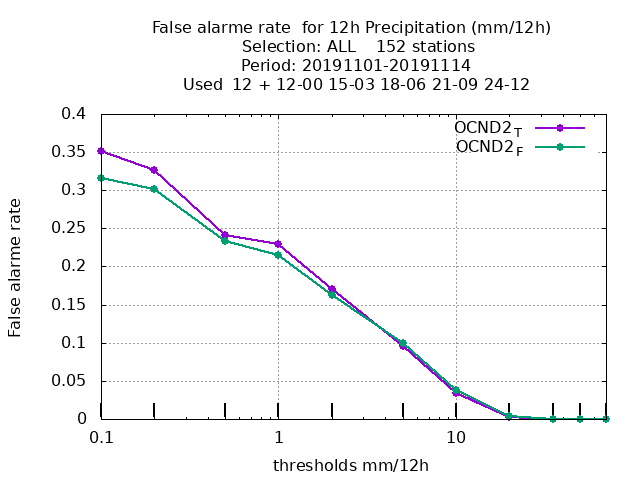 False alarme rate  for 12h Precipitation (mm/12h)
Selection: ALL    152 stations
Period: 20191101-20191114
Used  12 + 12-00 15-03 18-06 21-09 24-12
OCND2T
OCND2F
0.4
0.35
0.3
0.25
0.2
0.15
0.1
0.05
0
False alarme rate
0.1 1 10
thresholds mm/12h